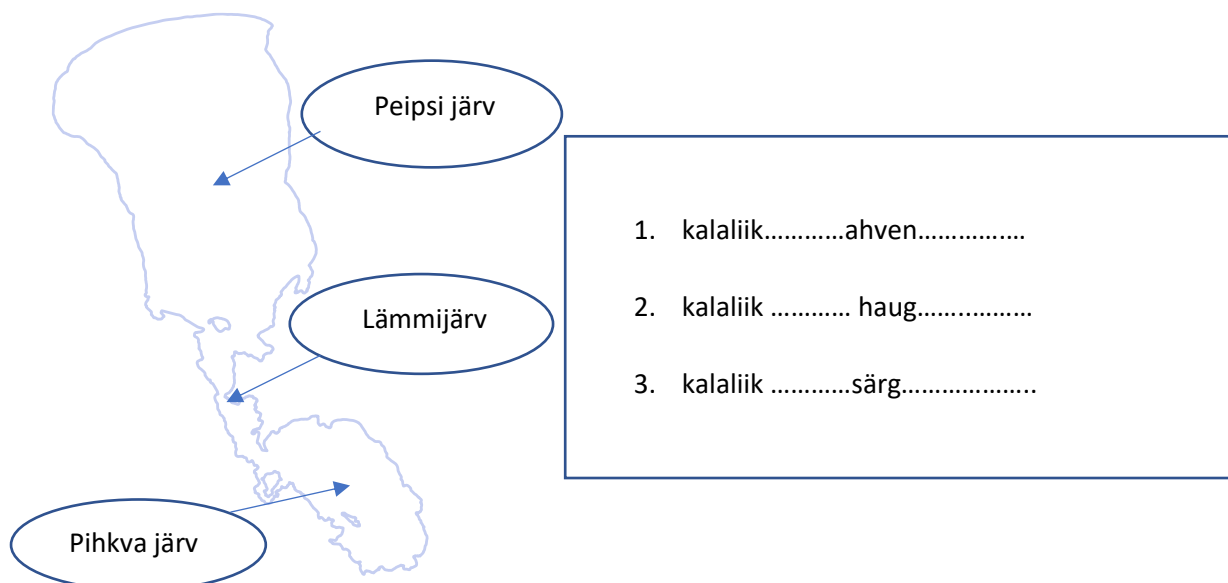 Peipsi järv
1. kalaliik…………ahven…………….
2. kalaliik ………… haug……..………
3. kalaliik …………särg………………..
Lämmijärv
Pihkva järv